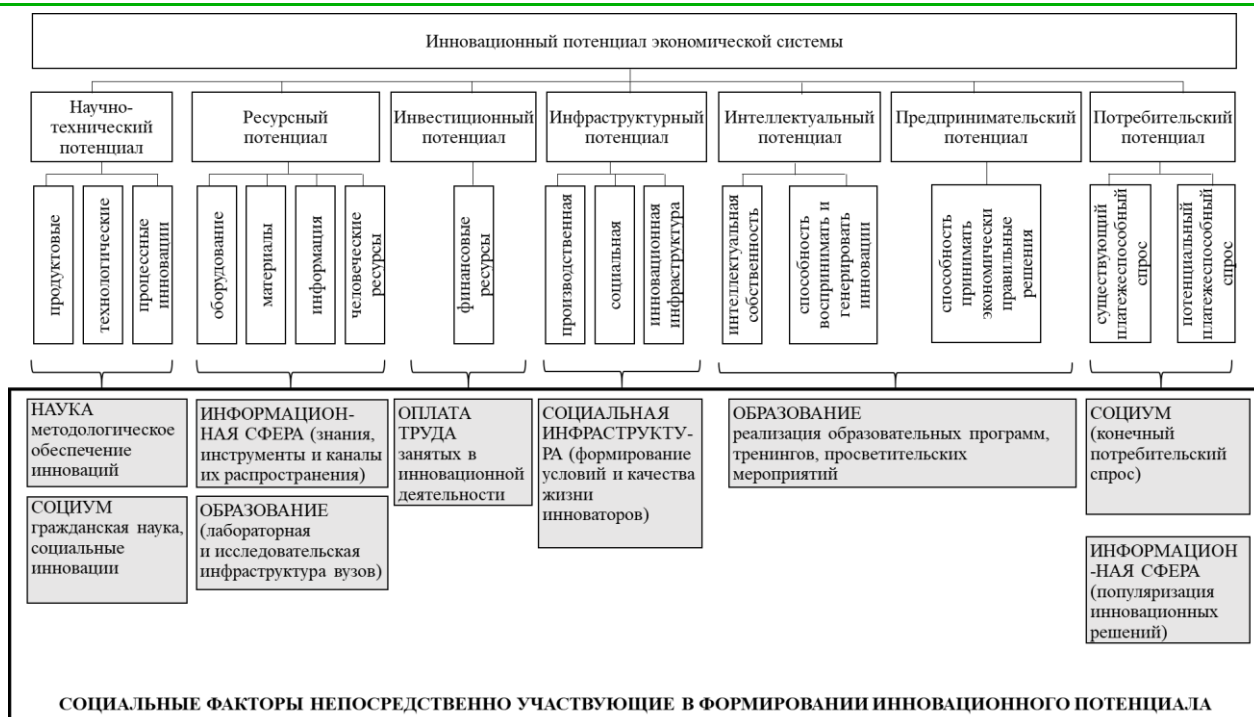 Инновационный потенциал экономической системы
Научно-
технический
потенциал
Ресурсный
потенциал
Инвестиционный
потенциал
Инфраструктурный
потенциал
Интеллектуальный
потенциал
Предпринимательский
потенциал
Потребительский
потенциал
продуктовые
технологические
процессные
инновации
оборудование
материалы
информация
человеческие
ресурсы
финансовые
ресурсы
производственная
социальная
инновационная
инфраструктура
интеллектуальная
собственность
способность
воспринимать и
генерировать
инновации
способность
принимать
экономически
правильные
решения
существующий
платежеспособный
спрос
потенциальный
платежеспособный
спрос
НАУКА
методологическое
обеспечение
инноваций
СОЦИУМ
гражданская наука,
социальные
инновации
ИНФОРМАЦИОН-
НАЯ СФЕРА (знания,
инструменты и каналы
их распространения)
ОБРАЗОВАНИЕ
(лабораторная
и исследовательская
инфраструктура вузов)
ОПЛАТА
ТРУДА
занятых в
инновационной
деятельности
СОЦИАЛЬНАЯ
ИНФРАСТРУКТУ-
РА (формирование
условий и качества
жизни
инноваторов)
ОБРАЗОВАНИЕ
реализация образовательных программ,
тренингов, просветительских
мероприятий
СОЦИУМ
(конечный
потребительский
спрос)
ИНФОРМАЦИОН
-НАЯ СФЕРА
(популяризация
инновационных
решений)
СОЦИАЛЬНЫЕ ФАКТОРЫ НЕПОСРЕДСТВЕННО УЧАСТВУЮЩИЕ В ФОРМИРОВАНИИ ИННОВАЦИОННОГО ПОТЕНЦИАЛА